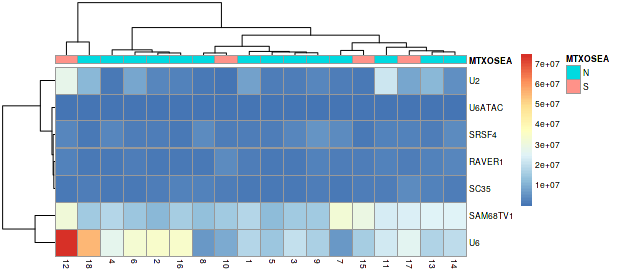 MTXOSEA
U2
U6ATAC
SRSF4
RAVER1
SC35
SAM68TV1
U6
12 18 4 6 2 16 8 10 1 5 3 9 7 15 11 17 13 14
7e+07
6e+07
5e+07
4e+07
3e+07
2e+07
1e+07
MTXOSEA
N
S